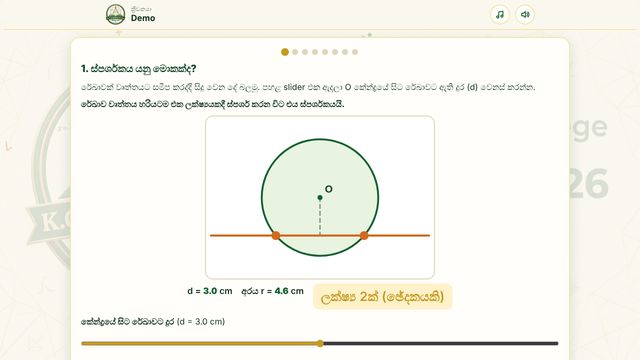 ක්‍රීඩකයා
Demo
1. ස්පර්ශකය යනු මොකක්ද?
රේඛාවක් වෘත්තයට සමීප කරද්දී සිදු වෙන දේ බලමු. පහළ slider එක ඇදලා O කේන්ද්‍රයේ සිට රේඛාවට ඇති දුර (d) වෙනස් කරන්න.
රේඛාව වෘත්තය හරියටම එක ලක්ෂ්‍යයකදී ස්පර්ශ කරන විට එය ස්පර්ශකයයි.
O
d = 3.0 cm අරය r = 4.6 cm ලක්ෂ්‍ය 2ක් (ඡේදකයකි)
කේන්ද්‍රයේ සිට රේඛාවට දුර (d = 3.0 cm)